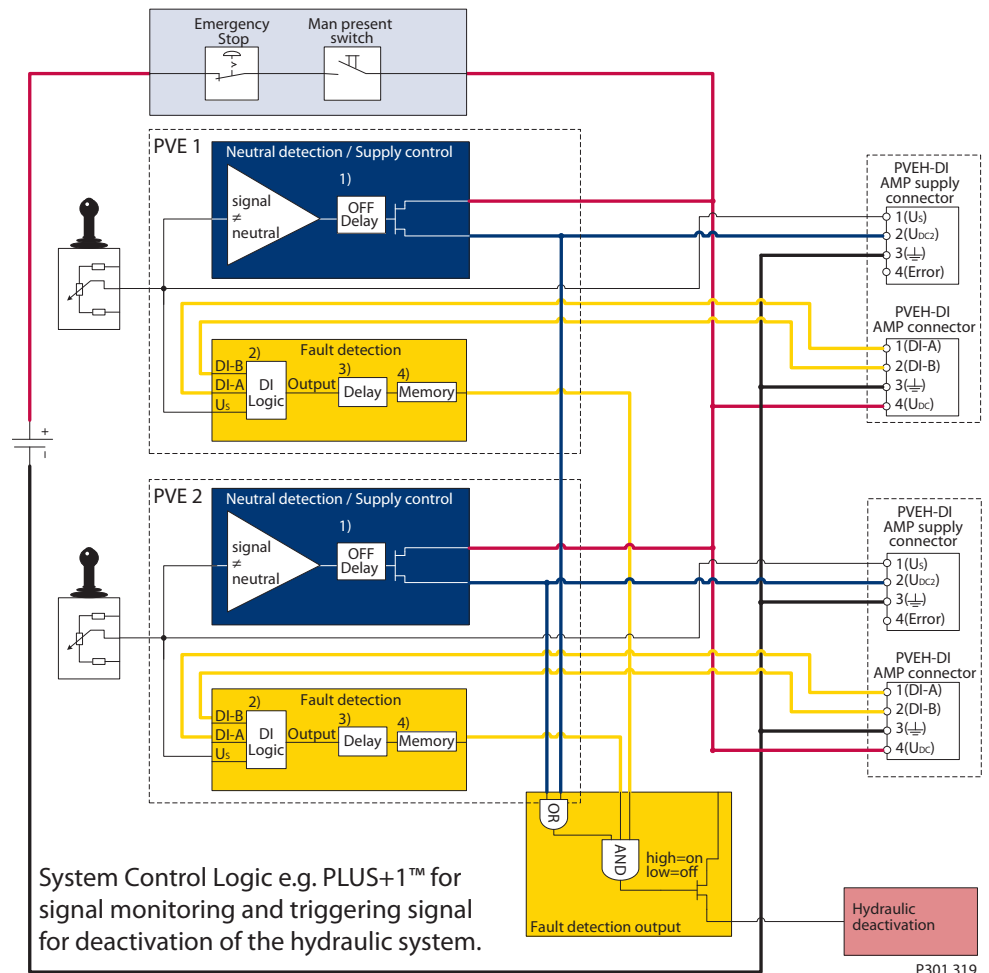 Emergency
Stop
Man present
switch
PVE 1
Neutral detection / Supply control
1)
signal
≠
neutral
OFF
Delay
PVEH-DI
AMP supply
connector
1(Us)
2(UDC2)
3(⏚)
4(Error)
Fault detection
DI-B
DI-A
Us
2)
DI
Logic
Output
3)
Delay
4)
Memory
PVEH-DI
AMP connector
1(DI-A)
2(DI-B)
3(⏚)
4(UDC)
+
−
PVE 2
Neutral detection / Supply control
1)
signal
≠
neutral
OFF
Delay
PVEH-DI
AMP supply
connector
1(Us)
2(UDC2)
3(⏚)
4(Error)
Fault detection
DI-B
DI-A
Us
2)
DI
Logic
Output
3)
Delay
4)
Memory
PVEH-DI
AMP connector
1(DI-A)
2(DI-B)
3(⏚)
4(UDC)
OR
AND
high=on
low=off
Fault detection output
System Control Logic e.g. PLUS+1™ for
signal monitoring and triggering signal
for deactivation of the hydraulic system.
Hydraulic
deactivation
P301 319